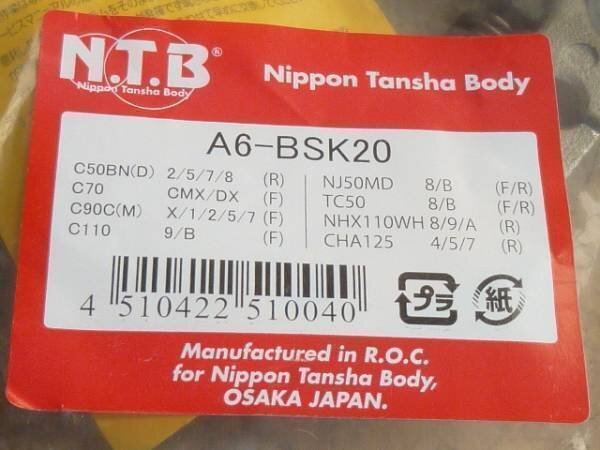 N.T.B®
Nippon Tansha Body
Nippon Tansha Body
A6-BSK20
C50BN(D) 2/5/7/8 (R)
C70 CMX/DX (F)
C90C(M) X/1/2/5/7 (F)
C110 9/B (F)
NJ50MD 8/B (F/R)
TC50 8/B (F/R)
NHX110WH 8/9/A (R)
CHA125 4/5/7 (R)
4 510422 510040
プラ
紙
Manufactured in R.O.C.
for Nippon Tansha Body,
OSAKA JAPAN.